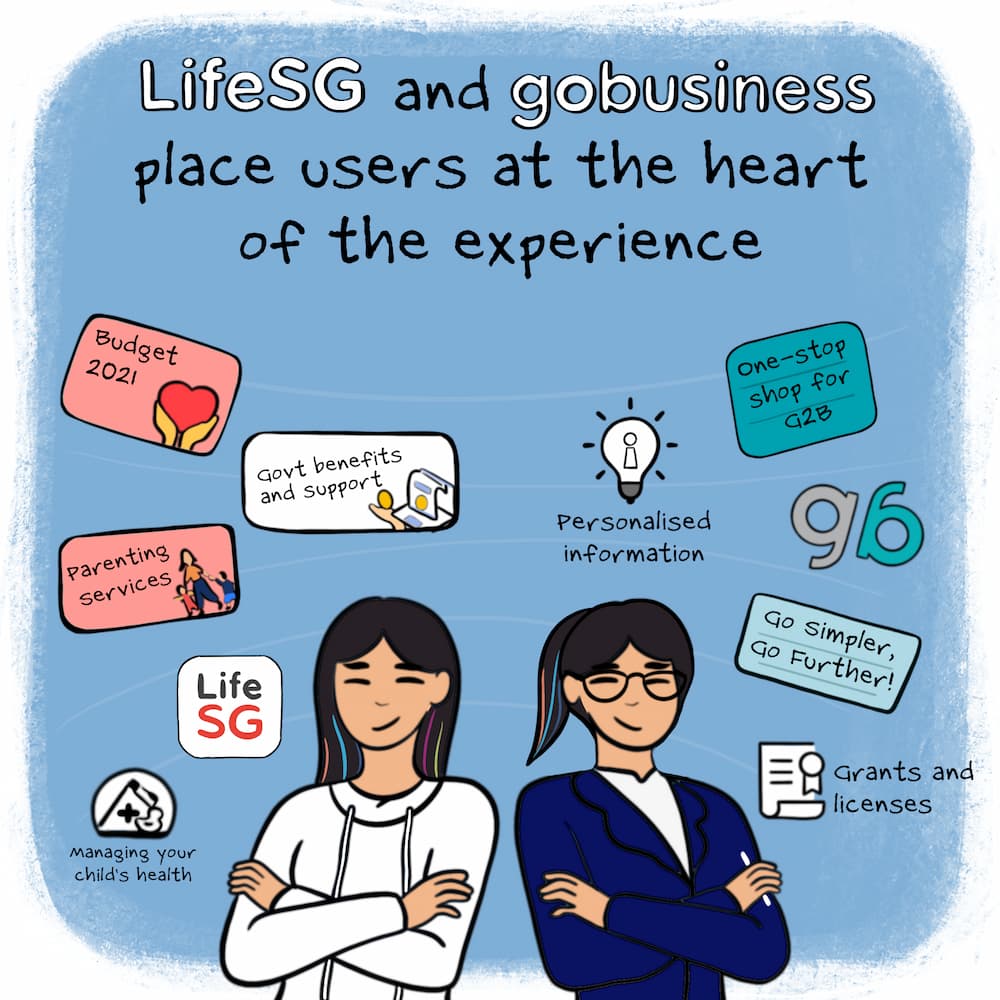 LifeSG and gobusiness
place users at the heart
of the experience
Budget
2021
Govt benefits
and support
Parenting
services
Life
SG
Managing your
child's health
Personalised
information
One-stop
shop for
G2B
gb
Go Simpler,
Go Further!
Grants and
licenses